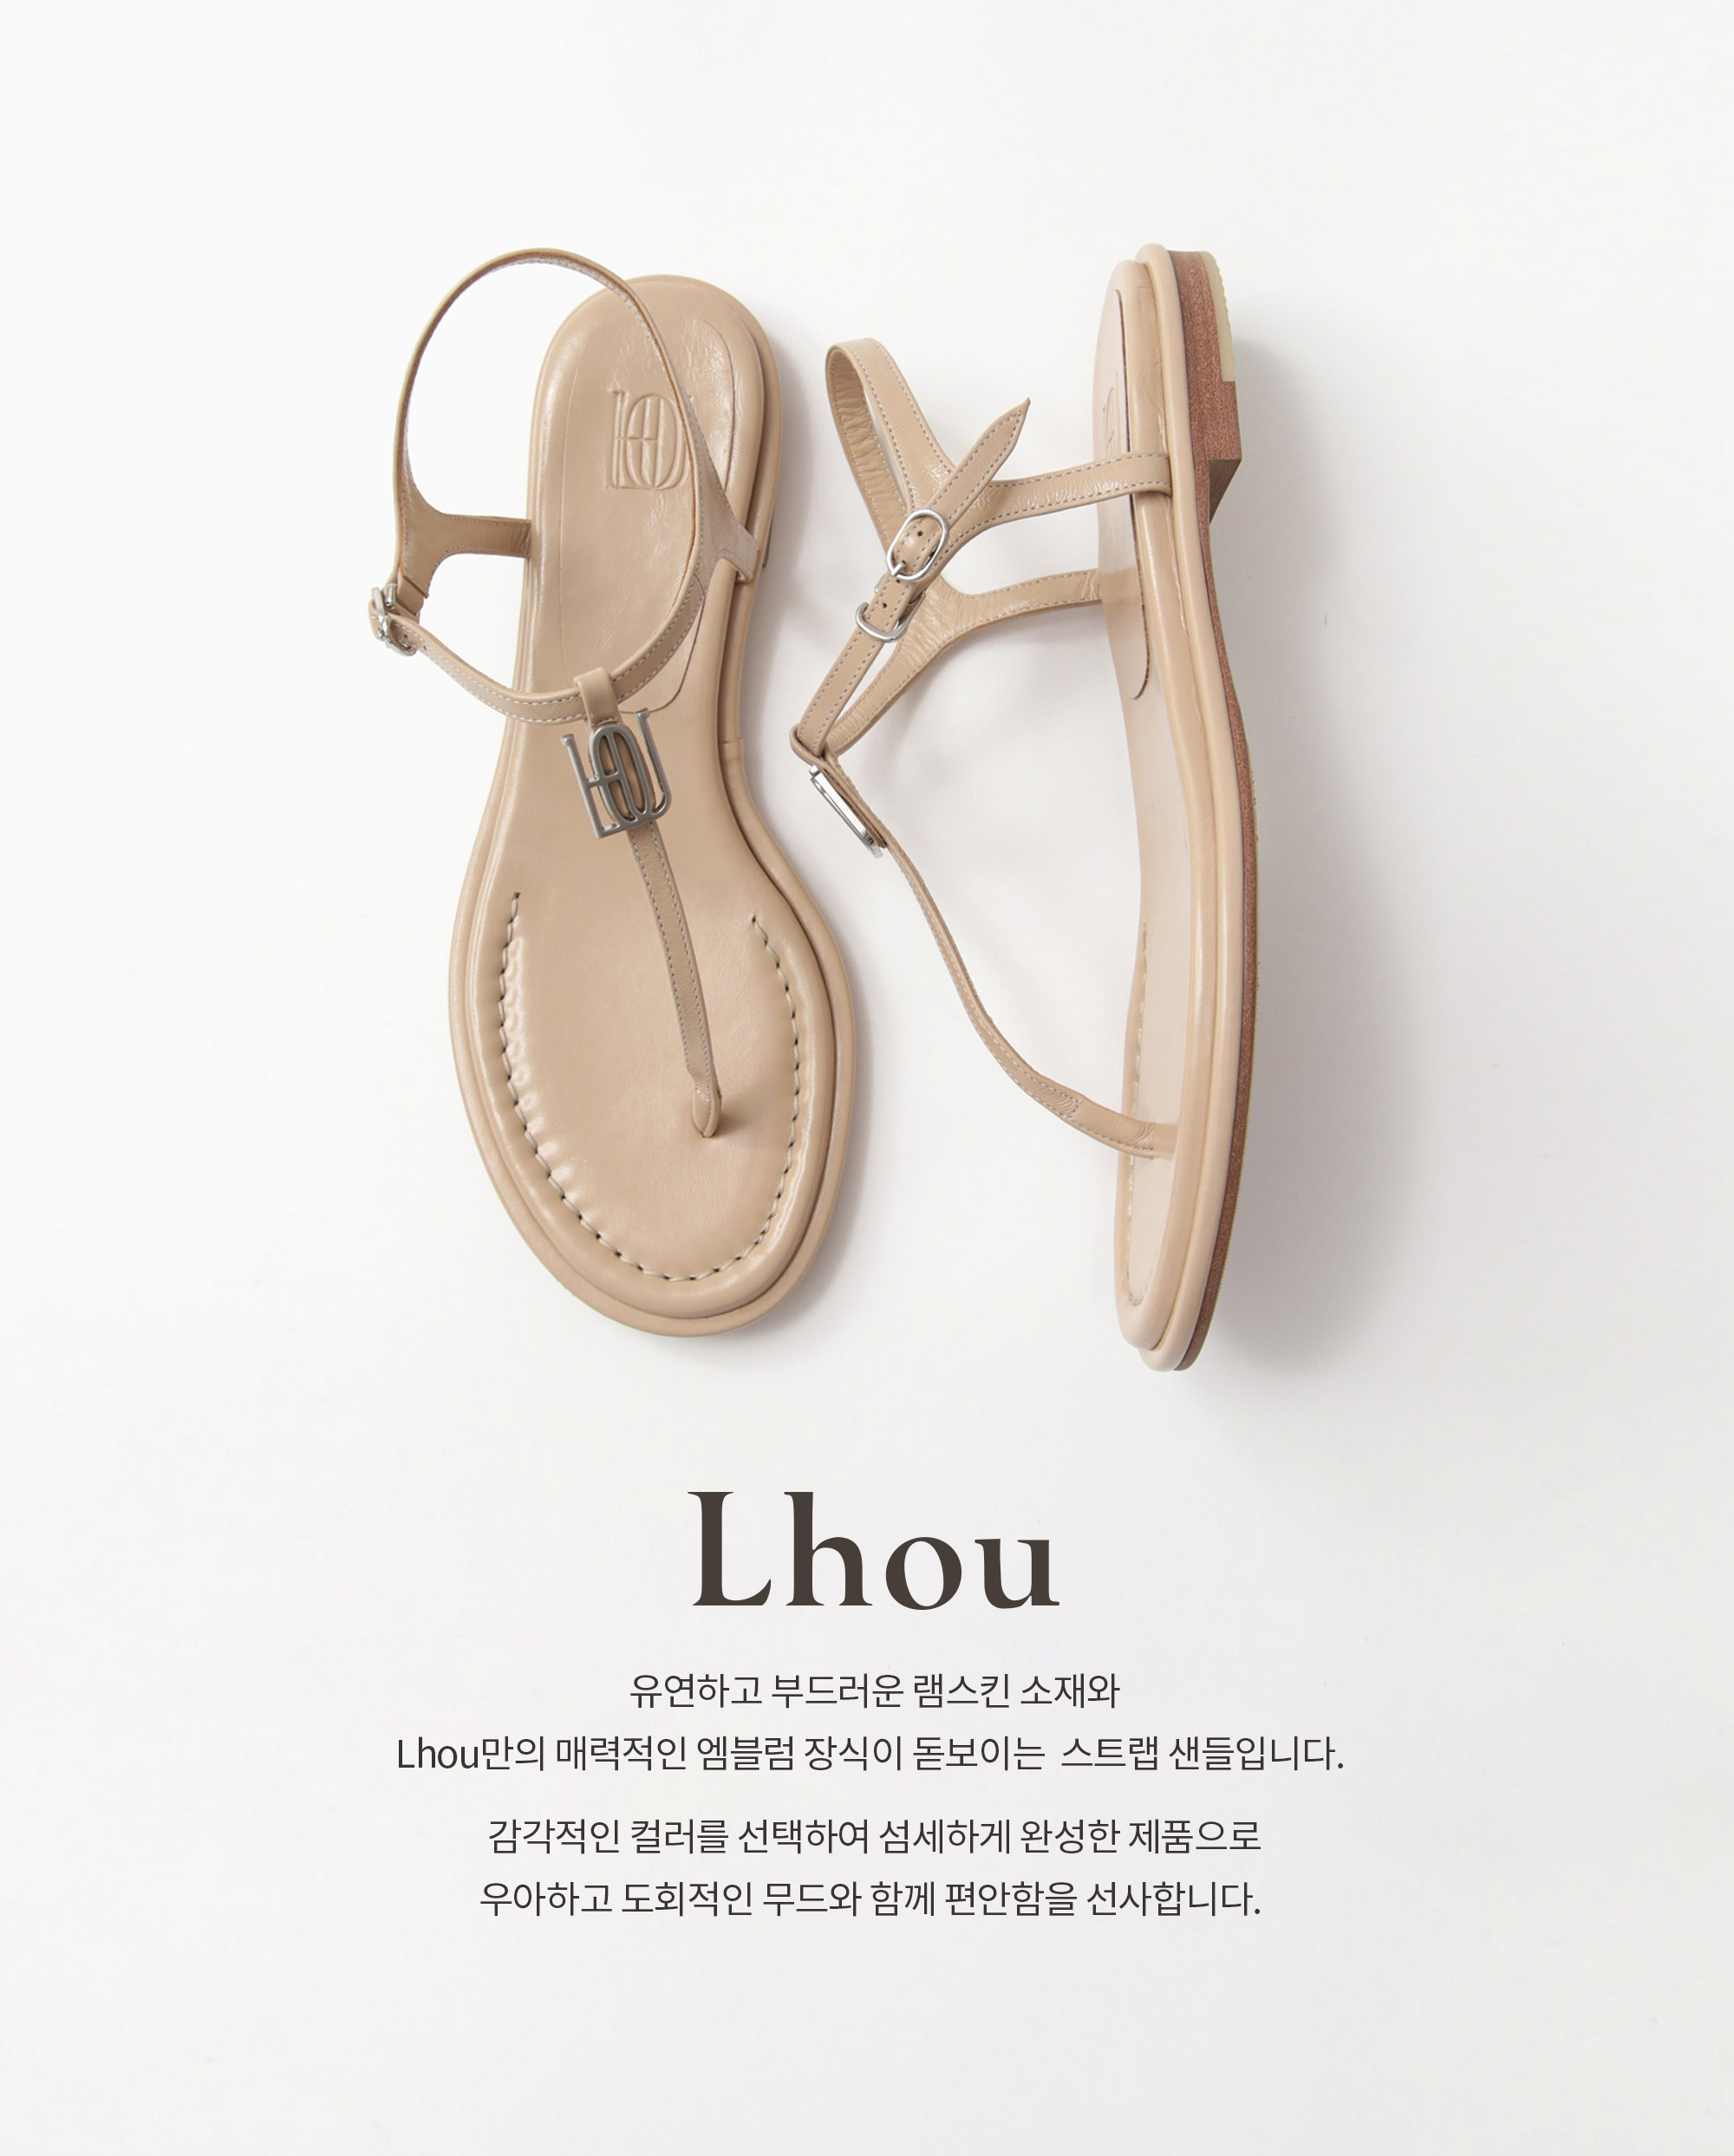 Lhou
유연하고 부드러운 램스킨 소재와
Lhou만의 매력적인 엠블럼 장식이 돋보이는 스트랩 샌들입니다.
감각적인 컬러를 선택하여 섬세하게 완성한 제품으로
우아하고 도회적인 무드와 함께 편안함을 선사합니다.